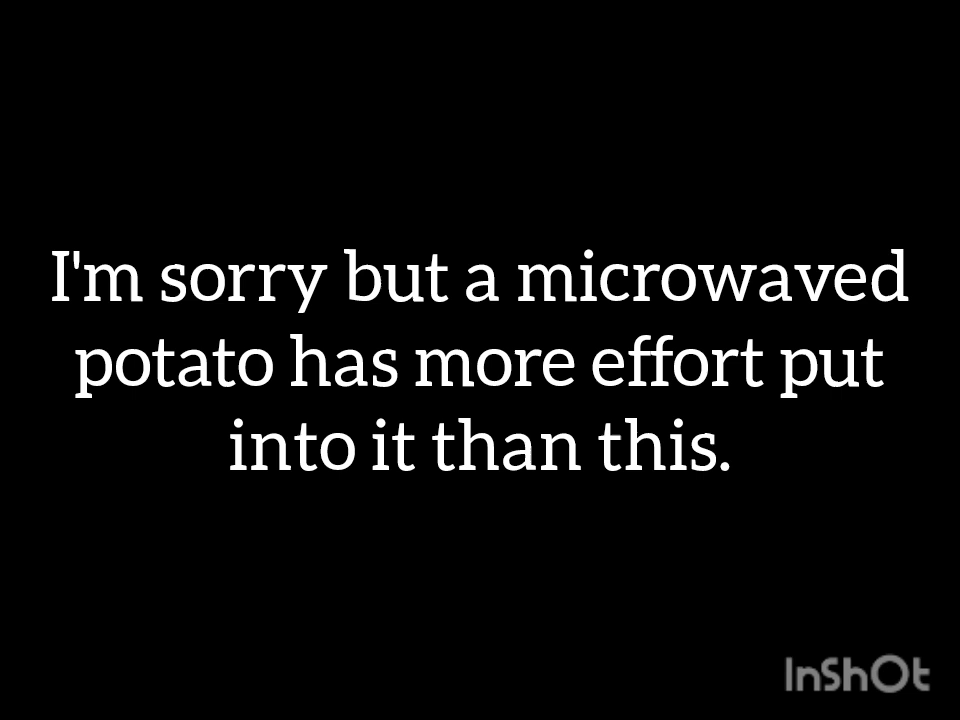 I'm sorry but a microwaved
potato has more effort put
into it than this.
InShOt